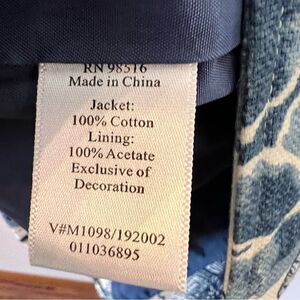 RN 98516
Made in China
Jacket:
100% Cotton
Lining:
100% Acetate
Exclusive of
Decoration
V#M1098/192002
011036895